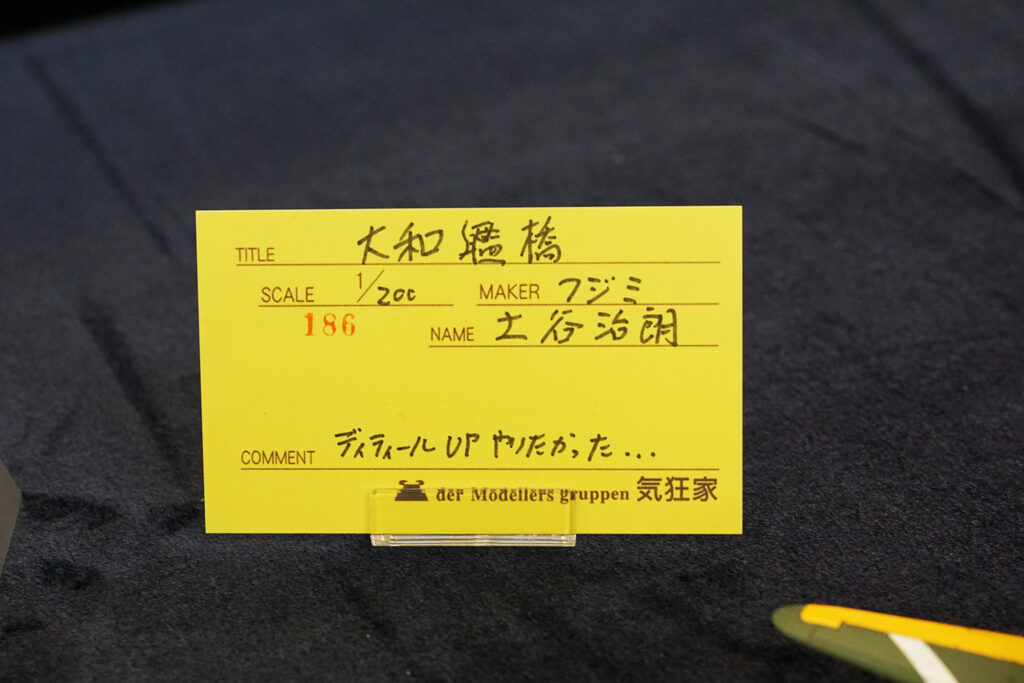 TITLE 大和艦橋
SCALE 1/200 MAKER フジミ
186 NAME 土谷治朗
COMMENT ディティールUPやりたかった...
der Modellers gruppen 気狂家